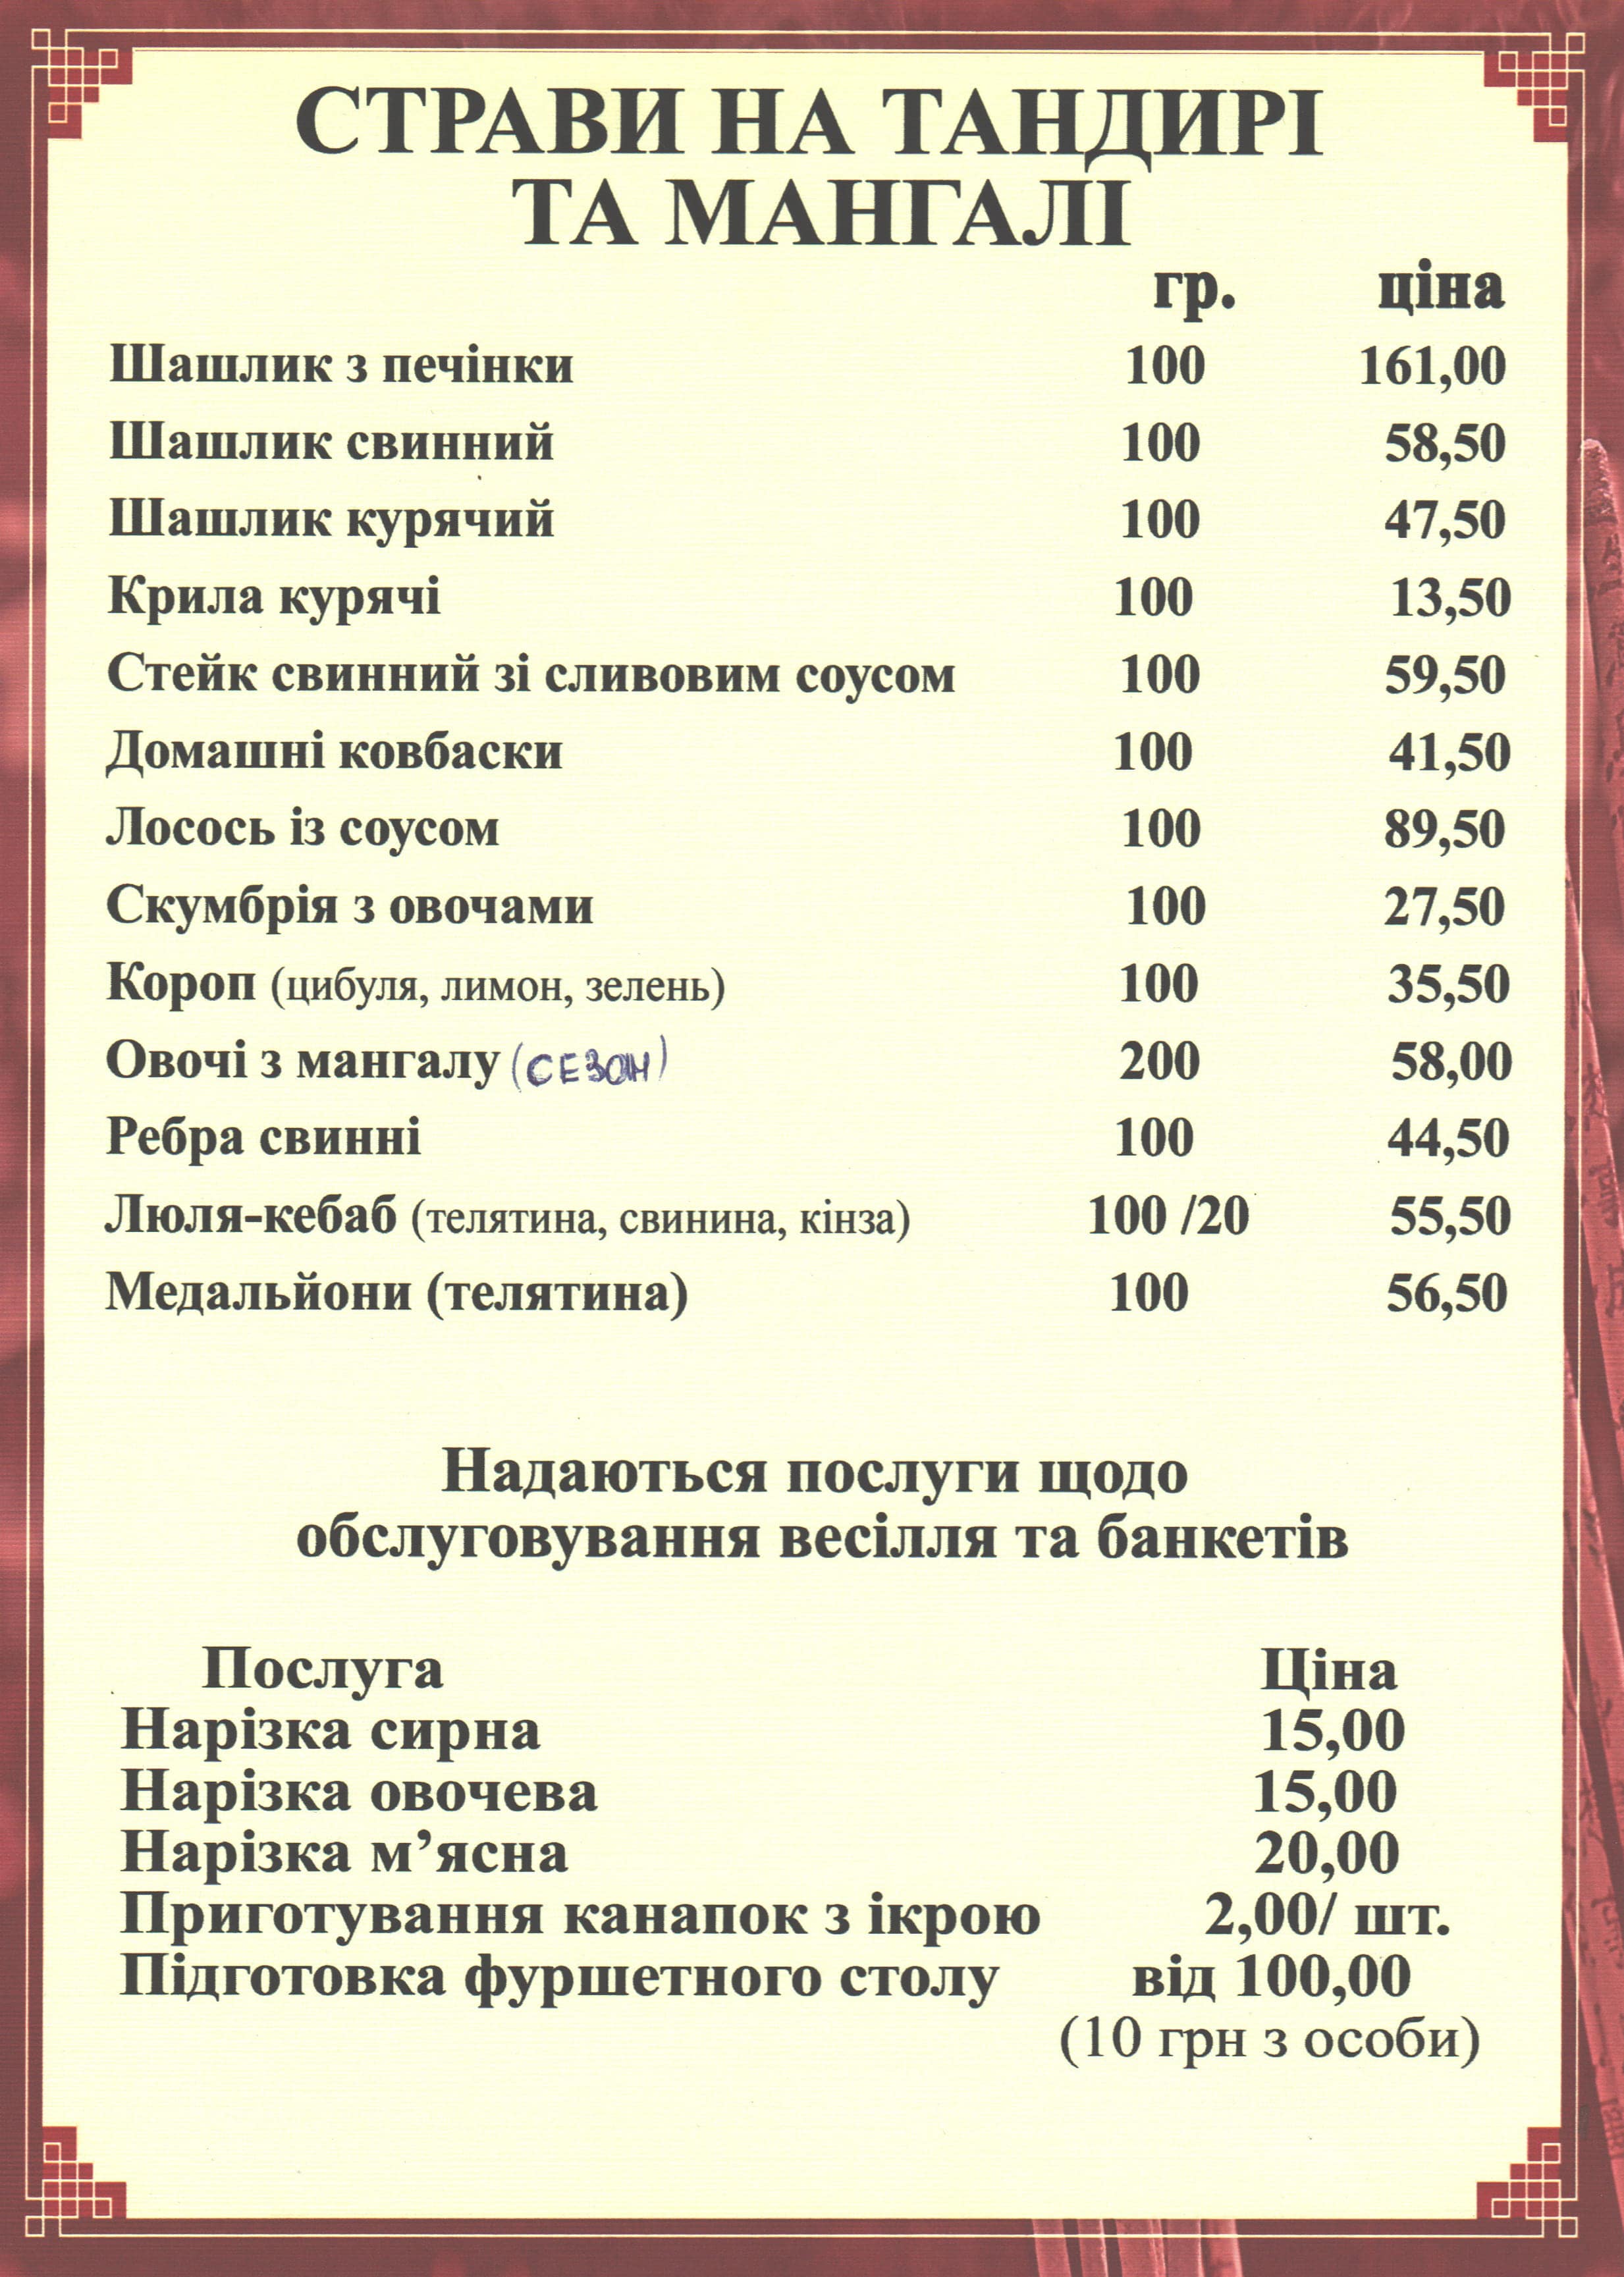 СТРАВИ НА ТАНДИРІ
ТА МАНГАЛІ
гр. ціна
Шашлик з печінки 100 161,00
Шашлик свинний 100 58,50
Шашлик курячий 100 47,50
Крила курячі 100 13,50
Стейк свинний зі сливовим соусом 100 59,50
Домашні ковбаски 100 41,50
Лосось із соусом 100 89,50
Скумбрія з овочами 100 27,50
Короп (цибуля, лимон, зелень) 100 35,50
Овочі з мангалу (СЕЗОН) 200 58,00
Ребра свинні 100 44,50
Люля-кебаб (телятина, свинина, кінза) 100 /20 55,50
Медальйони (телятина) 100 56,50
Надаються послуги щодо
обслуговування весілля та банкетів
Послуга Ціна
Нарізка сирна 15,00
Нарізка овочева 15,00
Нарізка м’ясна 20,00
Приготування канапок з ікрою 2,00/ шт.
Підготовка фуршетного столу від 100,00
(10 грн з особи)